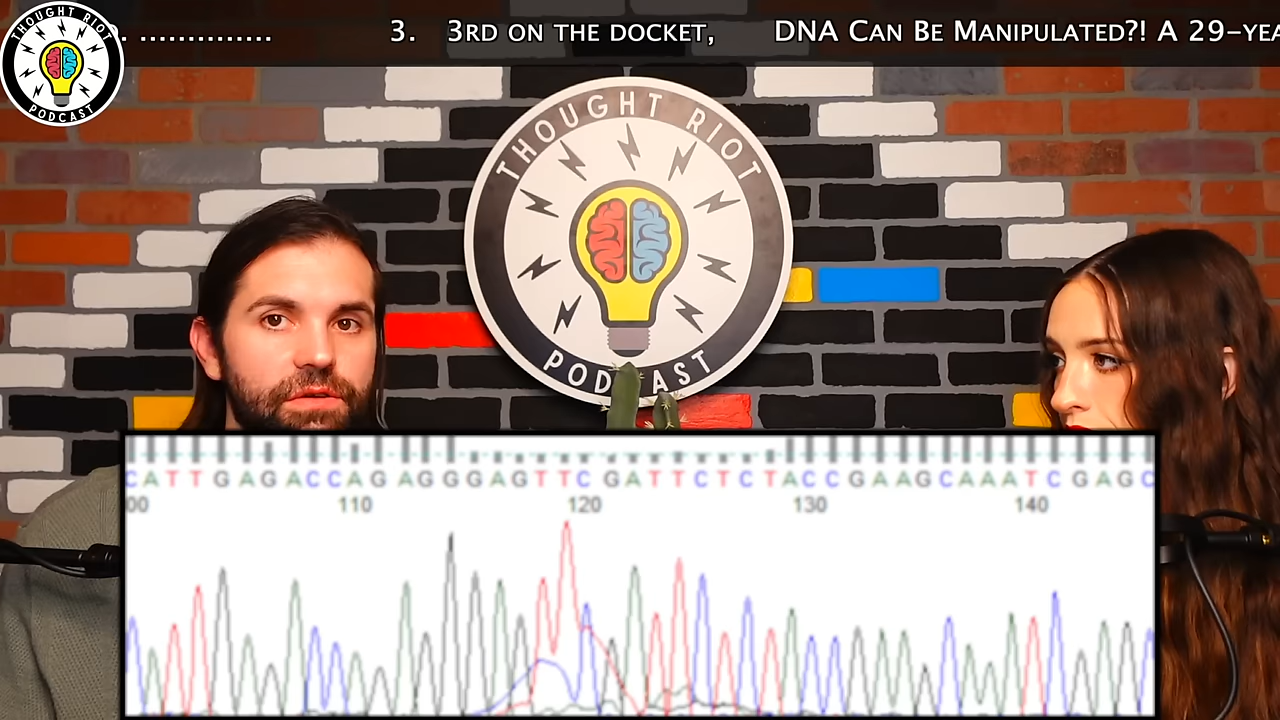 THOUGHT RIOT
PODCAST
. .............. 3. 3RD ON THE DOCKET, DNA CAN BE MANIPULATED?! A 29-YEA
THOUGHT RIOT
PODCAST
CATTGAGACCAGAGGGAGTTCGATTCTCTACCGAAGCAAATCGAGC
00 110 120 130 140